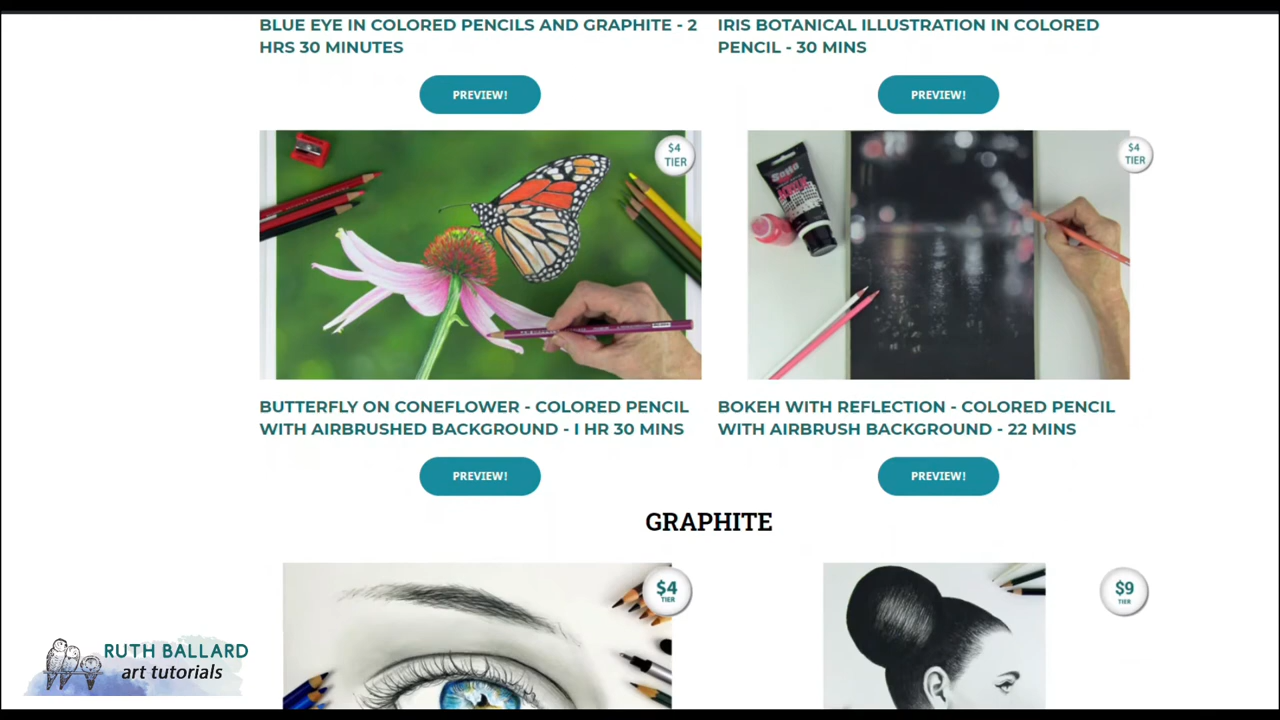 BLUE EYE IN COLORED PENCILS AND GRAPHITE - 2
HRS 30 MINUTES
PREVIEW!
IRIS BOTANICAL ILLUSTRATION IN COLORED
PENCIL - 30 MINS
PREVIEW!
$4
TIER
BUTTERFLY ON CONEFLOWER - COLORED PENCIL
WITH AIRBRUSHED BACKGROUND - I HR 30 MINS
PREVIEW!
$4
TIER
SoHo
BOKEH WITH REFLECTION - COLORED PENCIL
WITH AIRBRUSH BACKGROUND - 22 MINS
PREVIEW!
GRAPHITE
$4
TIER
$9
TIER
RUTH BALLARD
art tutorials